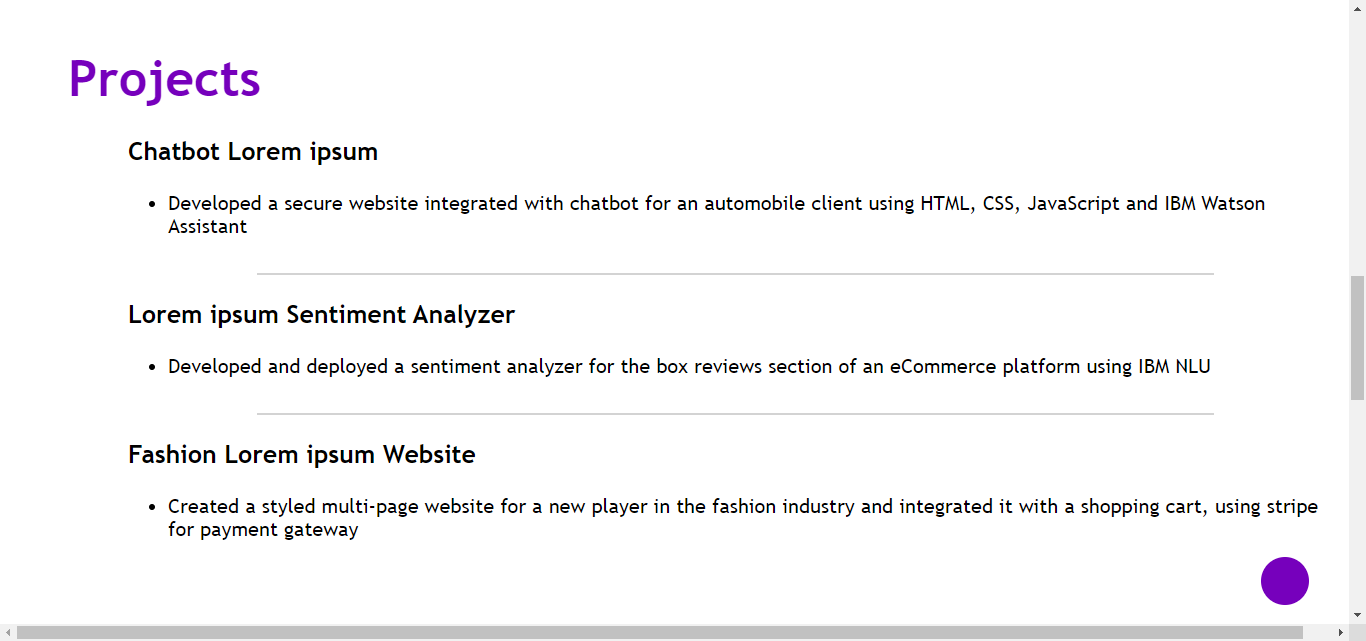 Projects
Chatbot Lorem ipsum
• Developed a secure website integrated with chatbot for an automobile client using HTML, CSS, JavaScript and IBM Watson
Assistant
Lorem ipsum Sentiment Analyzer
• Developed and deployed a sentiment analyzer for the box reviews section of an eCommerce platform using IBM NLU
Fashion Lorem ipsum Website
• Created a styled multi-page website for a new player in the fashion industry and integrated it with a shopping cart, using stripe
for payment gateway